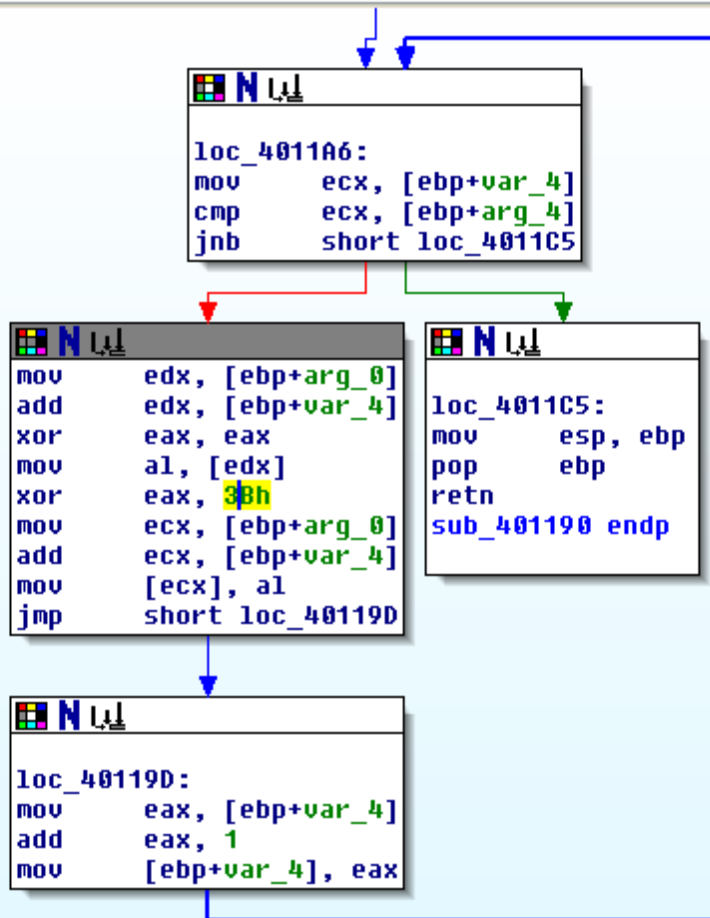 loc_4011A6:
mov ecx, [ebp+var_4]
cmp ecx, [ebp+arg_4]
jnb short loc_4011C5
mov edx, [ebp+arg_0]
add edx, [ebp+var_4]
xor eax, eax
mov al, [edx]
xor eax, 3Bh
mov ecx, [ebp+arg_0]
add ecx, [ebp+var_4]
mov [ecx], al
jmp short loc_40119D
loc_4011C5:
mov esp, ebp
pop ebp
retn
sub_401190 endp
loc_40119D:
mov eax, [ebp+var_4]
add eax, 1
mov [ebp+var_4], eax